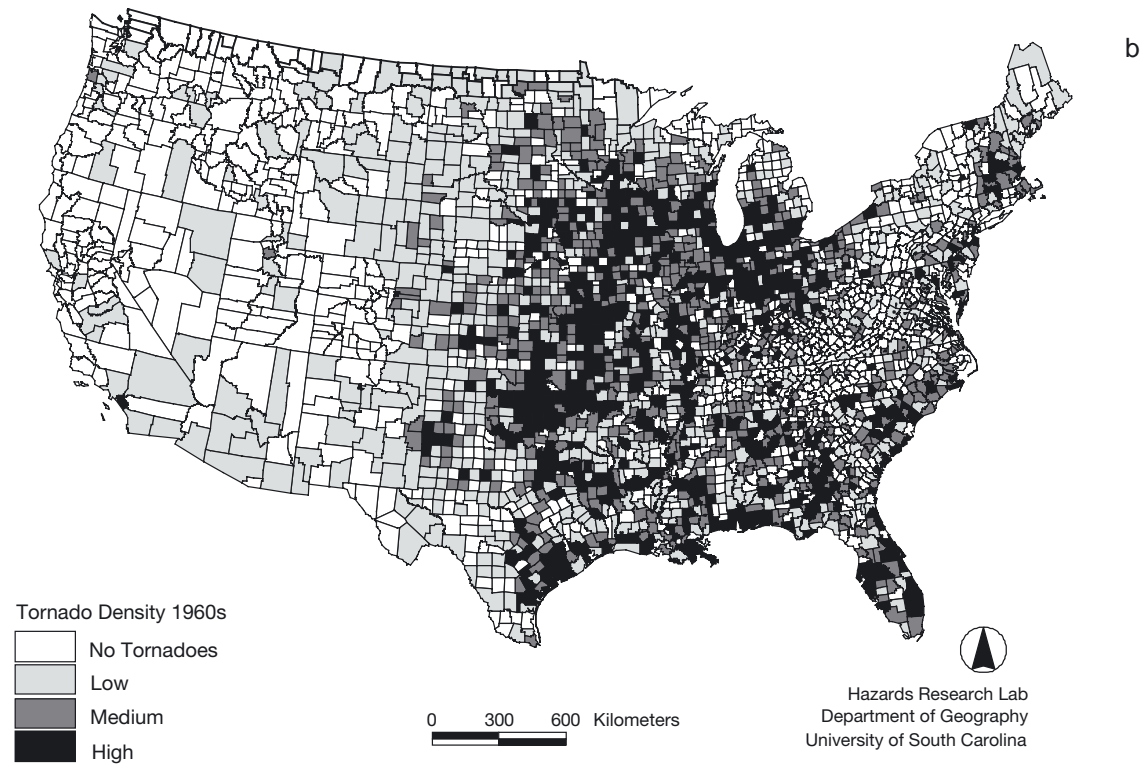 b
Tornado Density 1960s
No Tornadoes
Low
Medium
High
0 300 600 Kilometers
Hazards Research Lab
Department of Geography
University of South Carolina